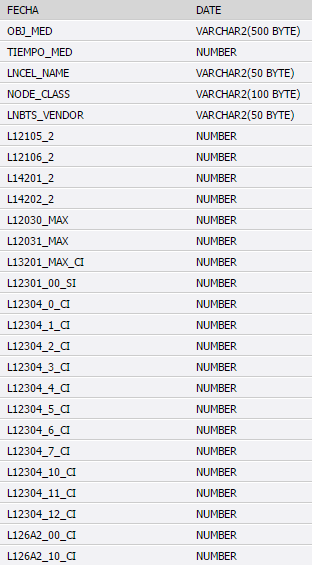 FECHA DATE
OBJ_MED VARCHAR2(500 BYTE)
TIEMPO_MED NUMBER
LNCEL_NAME VARCHAR2(50 BYTE)
NODE_CLASS VARCHAR2(100 BYTE)
LNBTS_VENDOR VARCHAR2(50 BYTE)
L12105_2 NUMBER
L12106_2 NUMBER
L14201_2 NUMBER
L14202_2 NUMBER
L12030_MAX NUMBER
L12031_MAX NUMBER
L13201_MAX_CI NUMBER
L12301_00_SI NUMBER
L12304_0_CI NUMBER
L12304_1_CI NUMBER
L12304_2_CI NUMBER
L12304_3_CI NUMBER
L12304_4_CI NUMBER
L12304_5_CI NUMBER
L12304_6_CI NUMBER
L12304_7_CI NUMBER
L12304_10_CI NUMBER
L12304_11_CI NUMBER
L12304_12_CI NUMBER
L126A2_00_CI NUMBER
L126A2_10_CI NUMBER